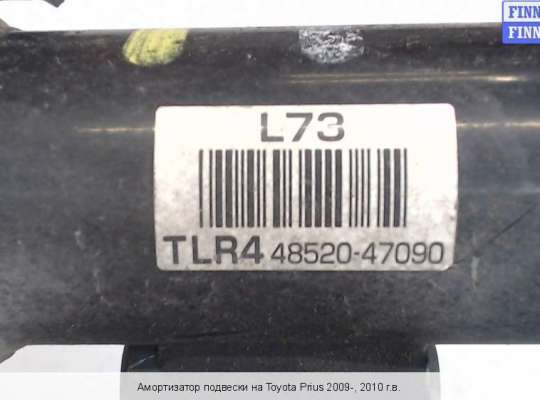 FINN
FINN
L73
TLR4 48520-47090
Амортизатор подвески на Toyota Prius 2009-, 2010 г.в.